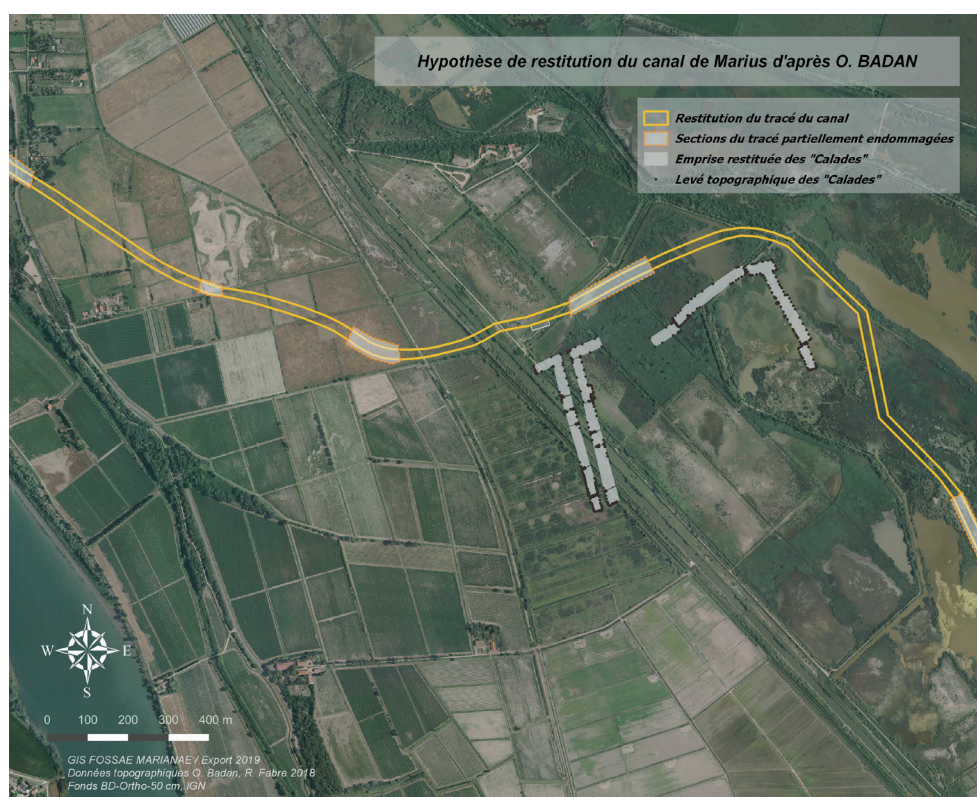 Hypothèse de restitution du canal de Marius d'après O. BADAN
Restitution du tracé du canal
Sections du tracé partiellement endommagées
Emprise restituée des "Calades"
Levé topographique des "Calades"
N
W E
S
0 100 200 300 400 m
GIS FOSSAE MARIANAE / Export 2019
Données topographiques O. Badan, R. Fabre 2018
Fonds BD-Ortho-50 cm, IGN